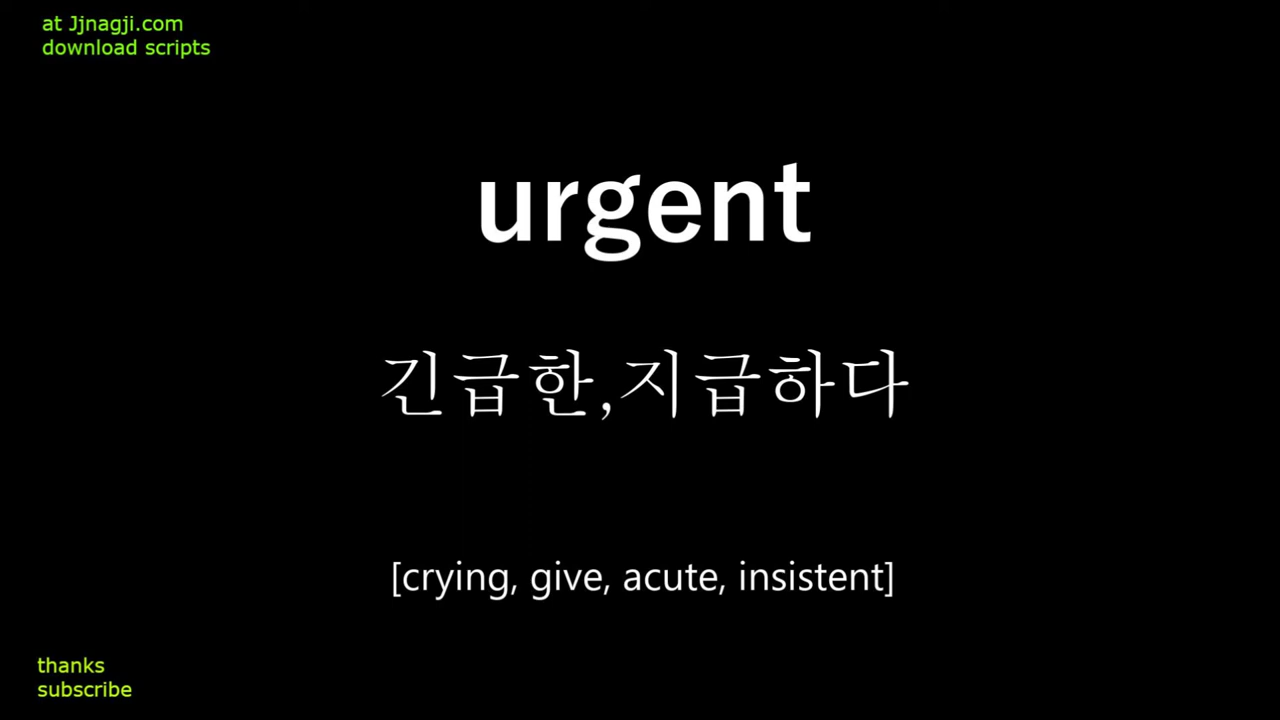 at Jjnagji.com
download scripts
urgent
긴급한,지급하다
[crying, give, acute, insistent]
thanks
subscribe